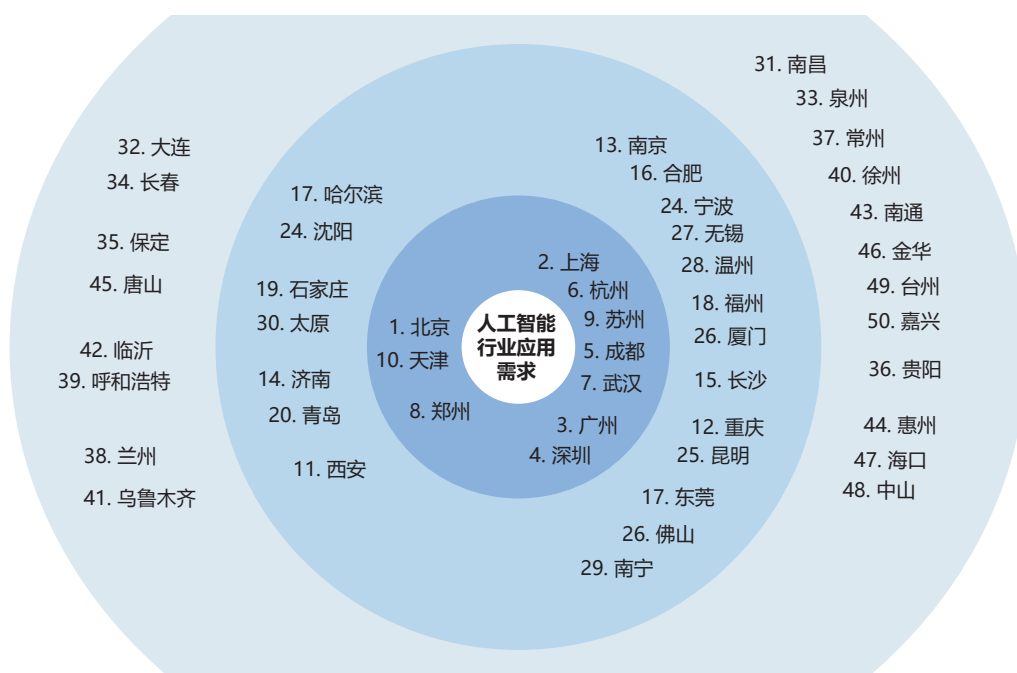 31. 南昌
33. 泉州
37. 常州
40. 徐州
43. 南通
46. 金华
49. 台州
50. 嘉兴
36. 贵阳
44. 惠州
47. 海口
48. 中山
32. 大连
34. 长春
35. 保定
45. 唐山
42. 临沂
39. 呼和浩特
38. 兰州
41. 乌鲁木齐
17. 哈尔滨
24. 沈阳
19. 石家庄
30. 太原
14. 济南
20. 青岛
11. 西安
13. 南京
16. 合肥
24. 宁波
27. 无锡
28. 温州
18. 福州
26. 厦门
15. 长沙
12. 重庆
25. 昆明
17. 东莞
26. 佛山
29. 南宁
1. 北京
10. 天津
8. 郑州
2. 上海
6. 杭州
9. 苏州
5. 成都
7. 武汉
3. 广州
4. 深圳
人工智能
行业应用
需求